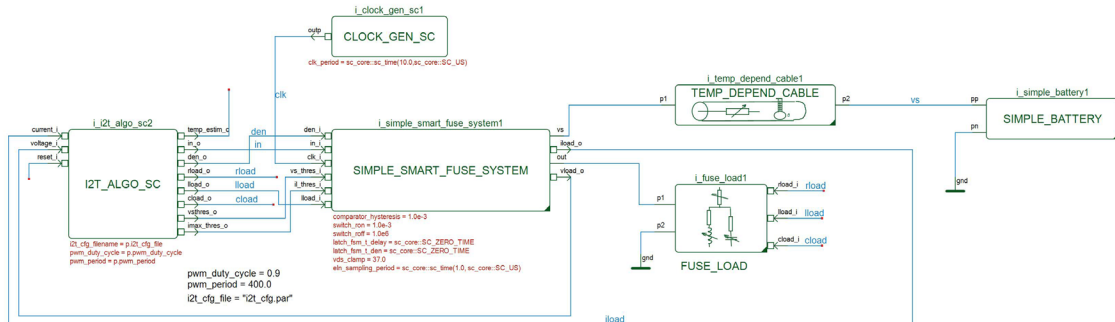 i_clock_gen_sc1
outp
CLOCK_GEN_SC
clk_period = sc_core::sc_time(10.0,sc_core::SC_US)
clk
i_temp_depend_cable1
TEMP_DEPEND_CABLE
p1
p2
vs
i_simple_battery1
pp
pn
SIMPLE_BATTERY
gnd
i_i2t_algo_sc2
current_i
voltage_i
reset_i
temp_estim_o
in_o
den_o
rload_o
lload_o
cload_o
vsthres_o
imax_thres_o
I2T_ALGO_SC
i2t_cfg_filename = p.i2t_cfg_file
pwm_duty_cycle = p.pwm_duty_cycle
pwm_period = p.pwm_period
den
in
rload
lload
cload
i_simple_smart_fuse_system1
den_i
in_i
clk_i
vs_thres_i
il_thres_i
lload_i
SIMPLE_SMART_FUSE_SYSTEM
vs
iload_o
out
vload_o
comparator_hysteresis = 1.0e-3
switch_ron = 1.0e-3
switch_roff = 1.0e6
latch_fsm_t_delay = sc_core::SC_ZERO_TIME
latch_fsm_t_den = sc_core::SC_ZERO_TIME
vds_clamp = 37.0
eln_sampling_period = sc_core::sc_time(1.0, sc_core::SC_US)
i_fuse_load1
p1
p2
rload_i
lload_i
cload_i
rload
lload
cload
gnd
FUSE_LOAD
pwm_duty_cycle = 0.9
pwm_period = 400.0
i2t_cfg_file = "i2t_cfg.par"
iload